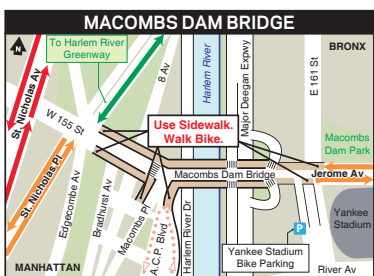 MACOMBS DAM BRIDGE
N
To Harlem River
Greenway
BRONX
St. Nicholas Av
8 Av
Harlem River
Major Deegan Expwy
E 161 St
W 155 St
Use Sidewalk.
Walk Bike.
Macombs
Dam Park
Macombs Dam Bridge
Jerome Av
St. Nicholas Pl
Edgecombe Av
Bradhurst Av
Macombs Pl
A.C.P. Blvd
Harlem River Dr
Yankee
Stadium
P
Yankee Stadium
Bike Parking
MANHATTAN
River Av